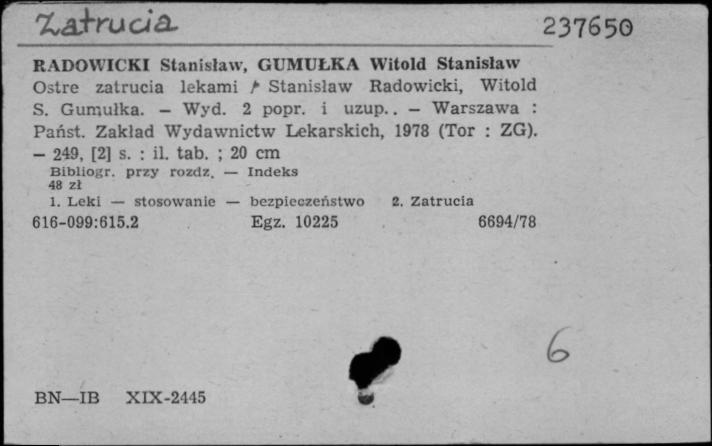 Zatrucia 237650
RADOWICKI Stanisław, GUMUŁKA Witold Stanisław
Ostre zatrucia lekami / Stanisław Radowicki, Witold
S. Gumułka. — Wyd. 2 popr. i uzup.. — Warszawa :
Państ. Zakład Wydawnictw Lekarskich, 1978 (Tor : ZG).
— 249, [2] s. : il. tab. ; 20 cm
Bibliogr. przy rozdz. — Indeks
48 zł
1. Leki — stosowanie — bezpieczeństwo 2. Zatrucia
616-099:615.2 Egz. 10225 6694/78
6
BN—IB XIX-2445